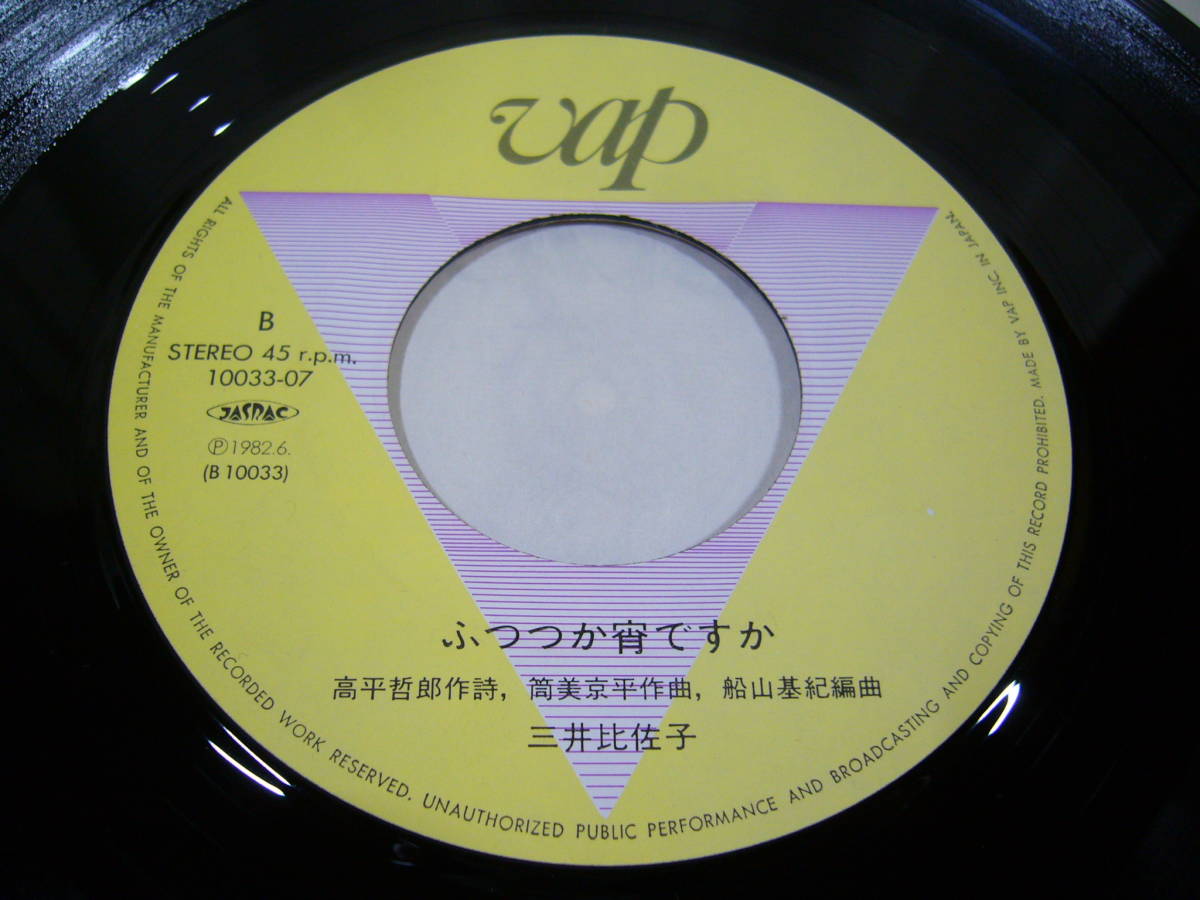 vap
B
STEREO 45 r.p.m.
10033-07
JASRAC
Ⓟ1982.6.
(B 10033)
ふつつか宵ですか
高平哲郎作詩, 筒美京平作曲, 船山基紀編曲
三井比佐子
ALL RIGHTS OF THE MANUFACTURER AND OF THE OWNER OF THE RECORDED WORK RESERVED. UNAUTHORIZED PUBLIC PERFORMANCE AND BROADCASTING AND COPYING OF THIS RECORD PROHIBITED. MADE BY VAP INC. IN JAPAN.